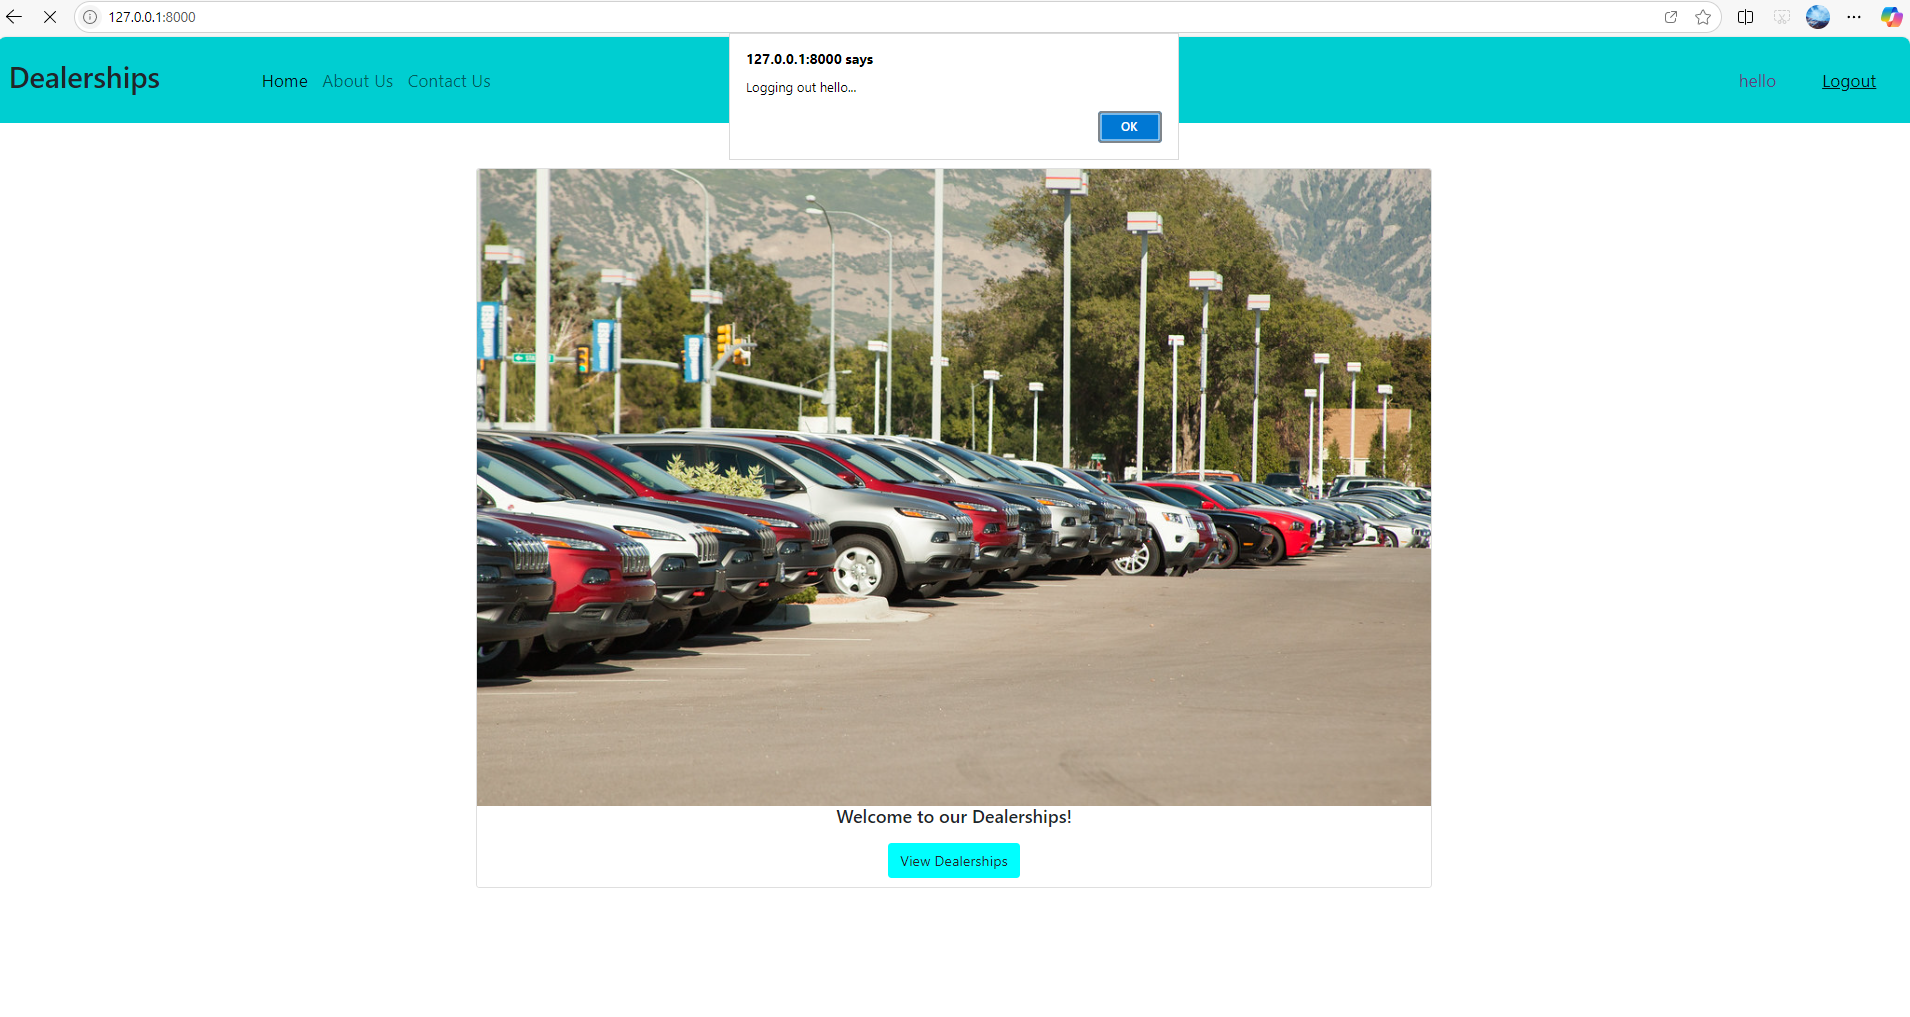 127.0.0.1:8000
127.0.0.1:8000 says
Logging out hello...
OK
Dealerships
Home
About Us
Contact Us
hello
Logout
Welcome to our Dealerships!
View Dealerships